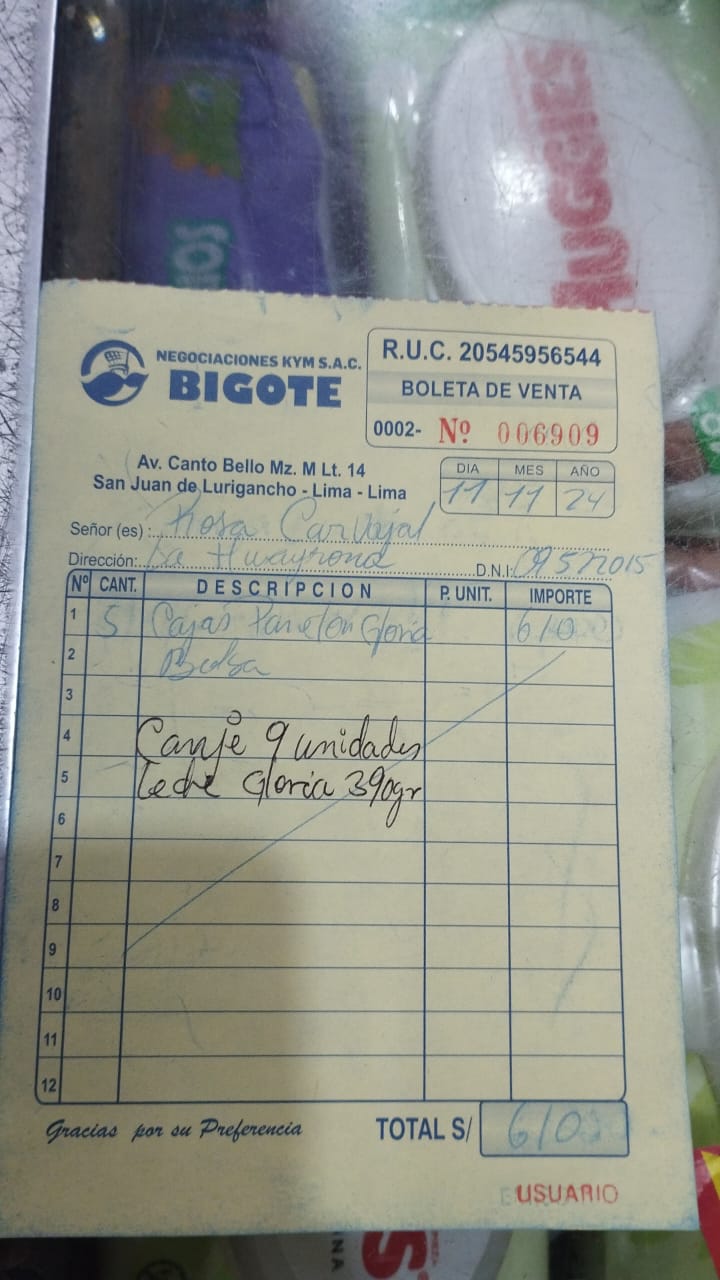 HUGGIES
NEGOCIACIONES KYM S.A.C.
BIGOTE
R.U.C. 20545956544
BOLETA DE VENTA
0002- Nº 006909
Av. Canto Bello Mz. M Lt. 14
San Juan de Lurigancho - Lima - Lima
DIA MES AÑO
11 11 24
Señor (es) : Rosa Carvajal
Dirección: La Huayrona D.N.I: 09572015
Nº CANT. DESCRIPCION P. UNIT. IMPORTE
1 5 Cajas Paneton Gloria 610
2 Bolsa
3
4 Canje 9 unidades
5 Leche Gloria 390gr
6
7
8
9
10
11
12
Gracias por su Preferencia TOTAL S/ 610
USUARIO